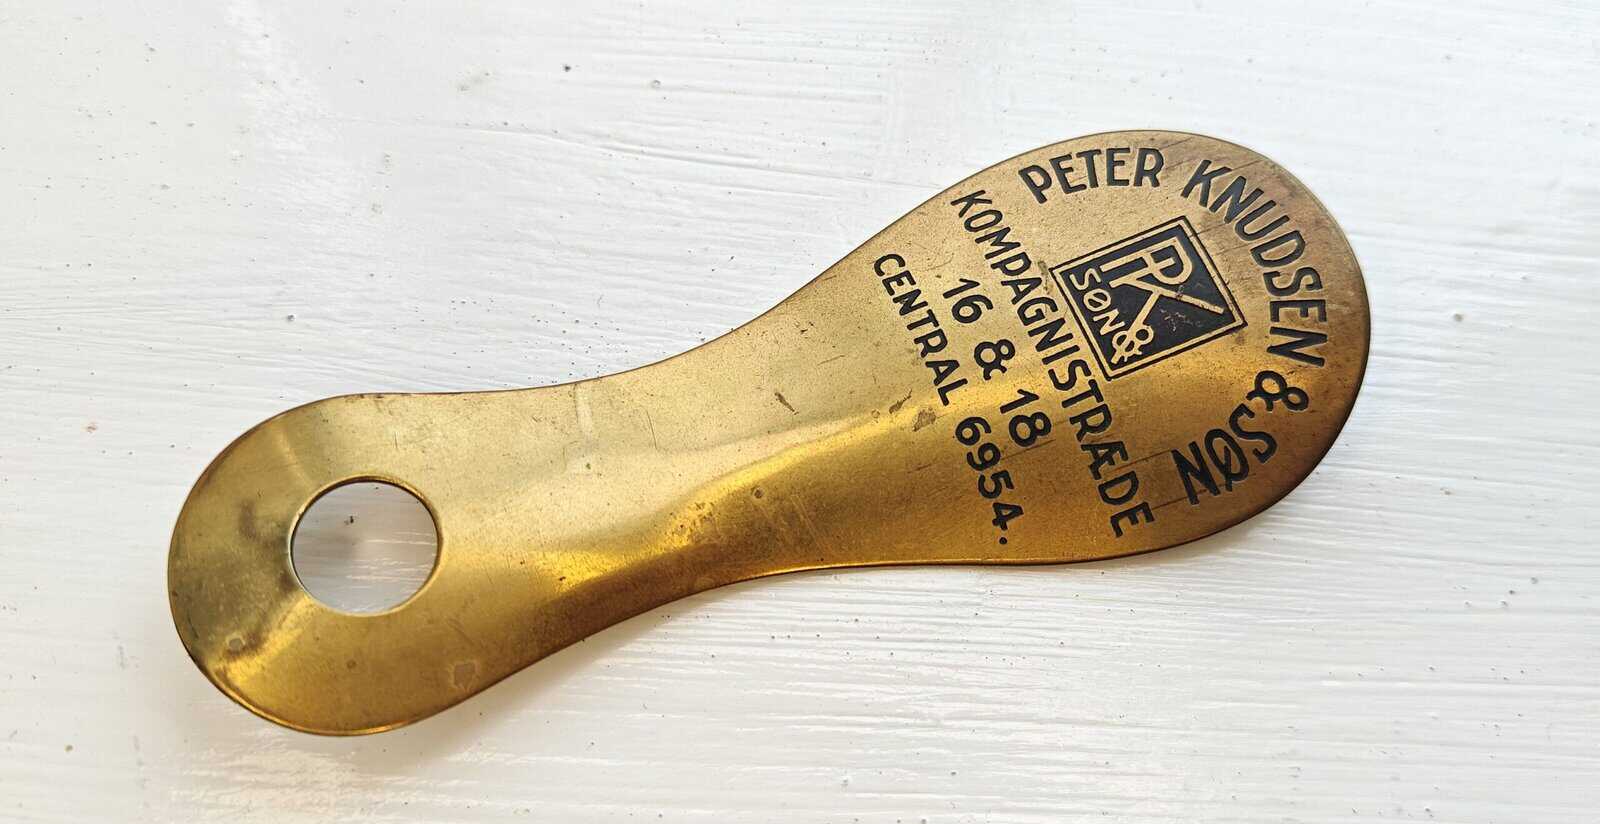 PETER KNUDSEN & SØN
PK
SØN&
KOMPAGNISTRÆDE
16 & 18
CENTRAL 6954.